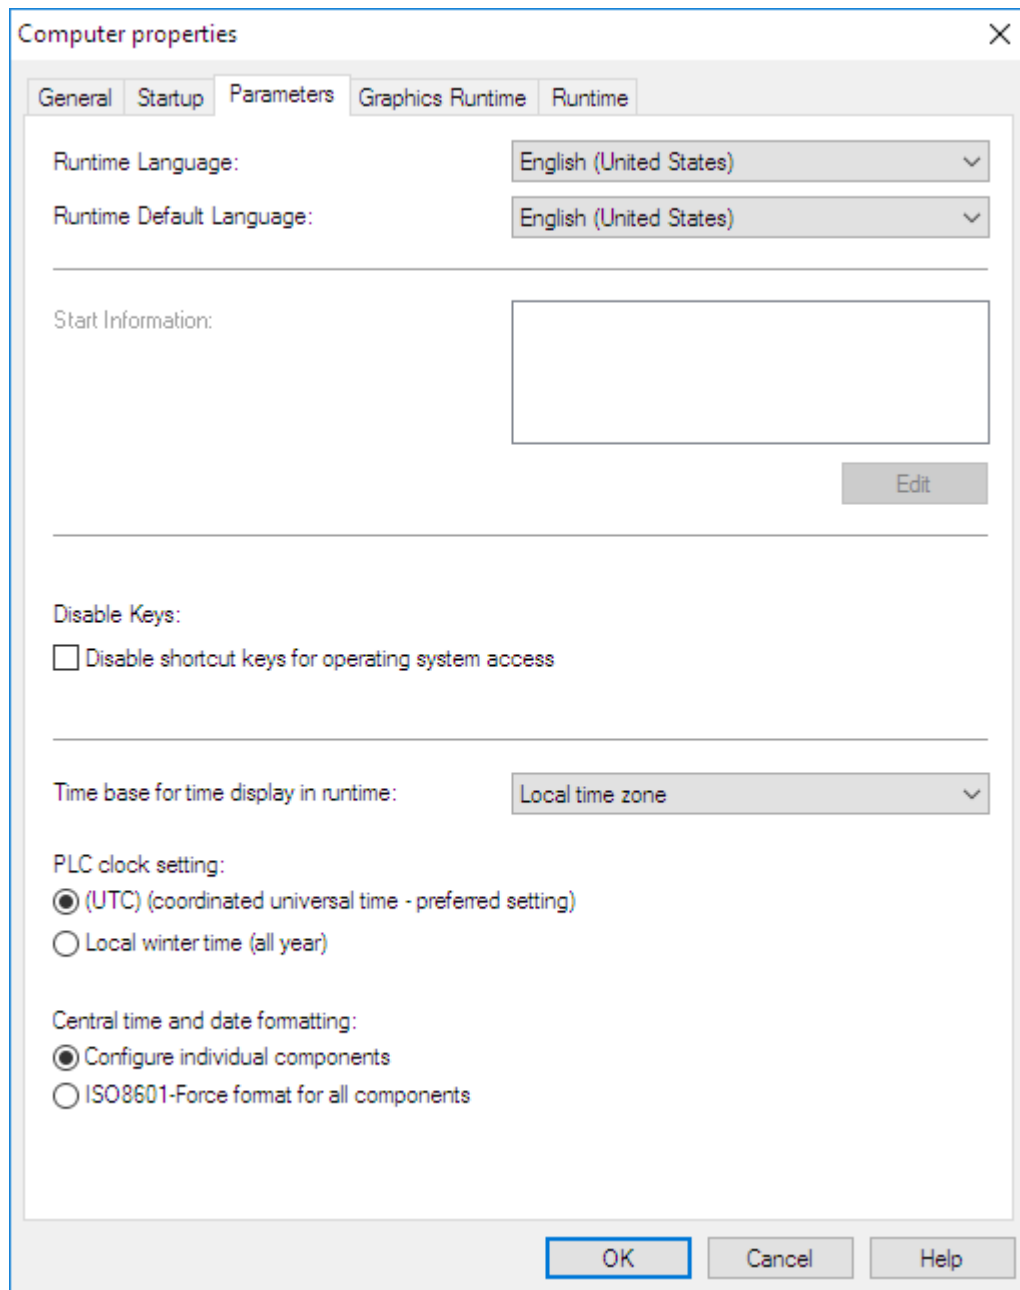 Computer properties
General Startup Parameters Graphics Runtime Runtime
Runtime Language: English (United States)
Runtime Default Language: English (United States)
Start Information:
Edit
Disable Keys:
Disable shortcut keys for operating system access
Time base for time display in runtime: Local time zone
PLC clock setting:
(UTC) (coordinated universal time - preferred setting)
Local winter time (all year)
Central time and date formatting:
Configure individual components
ISO8601-Force format for all components
OK Cancel Help